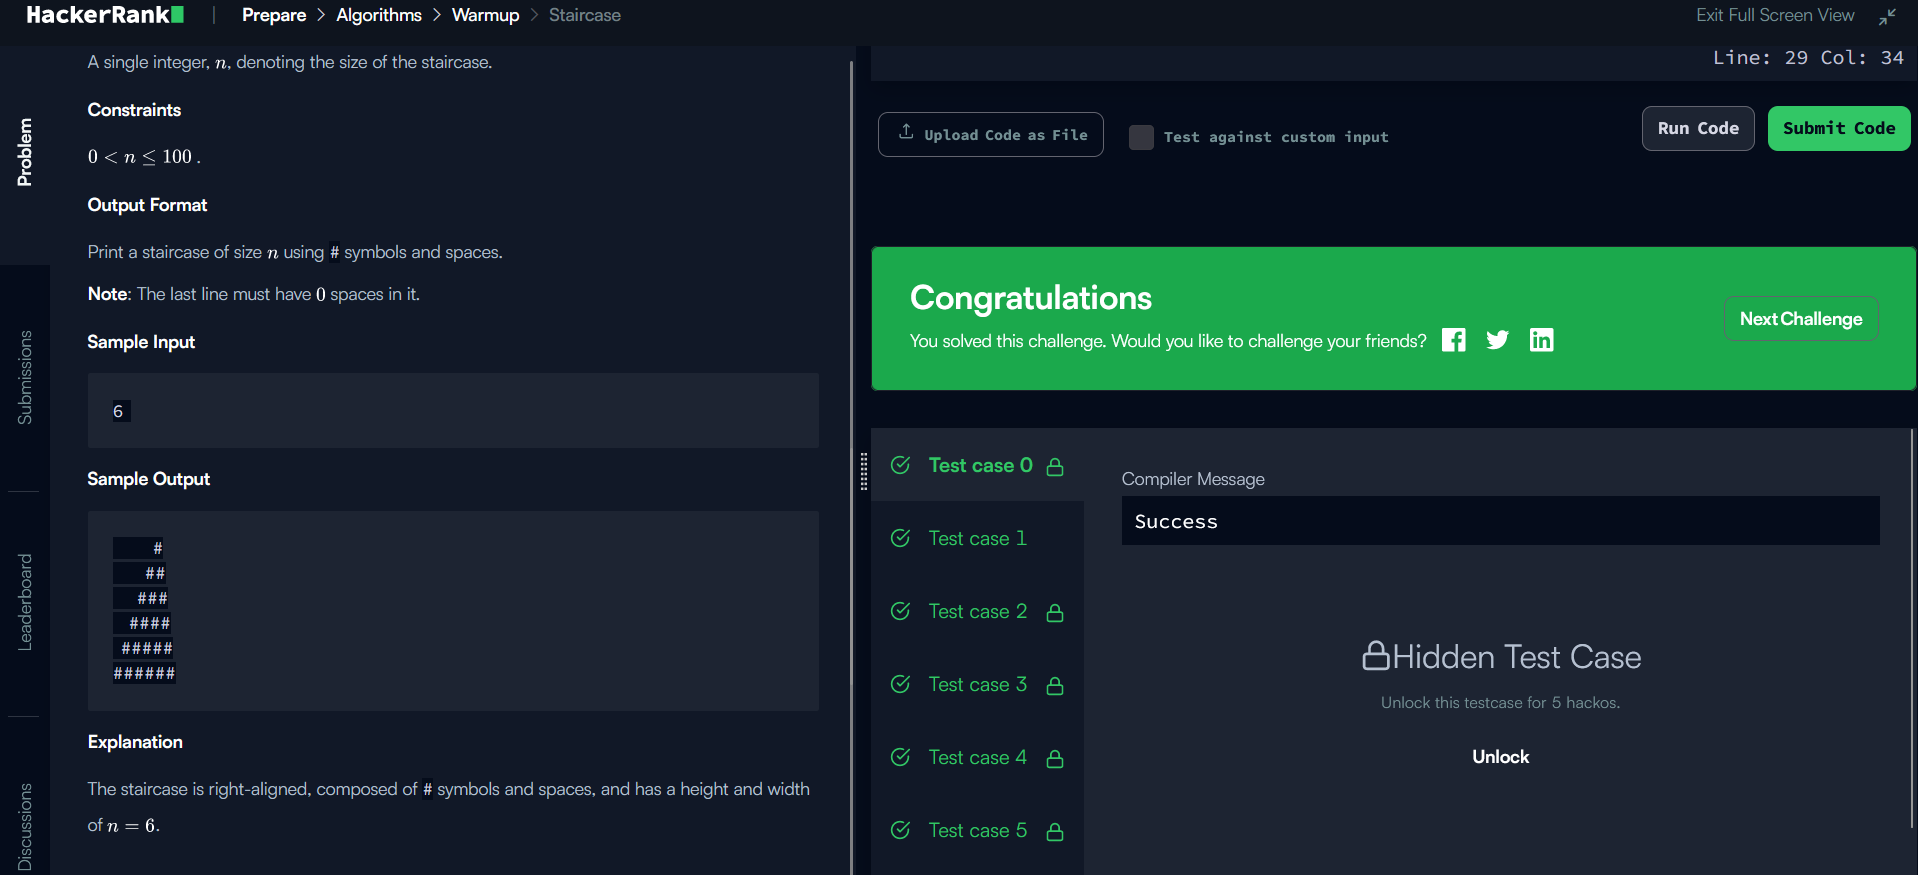 HackerRank | Prepare > Algorithms > Warmup > Staircase
Exit Full Screen View
Problem
Submissions
Leaderboard
Discussions
A single integer, n, denoting the size of the staircase.
Constraints
0 < n ≤ 100 .
Output Format
Print a staircase of size n using # symbols and spaces.
Note: The last line must have 0 spaces in it.
Sample Input
6
Sample Output
     #
    ##
   ###
  ####
 #####
######
Explanation
The staircase is right-aligned, composed of # symbols and spaces, and has a height and width
of n = 6.
Line: 29 Col: 34
Upload Code as File
Test against custom input
Run Code
Submit Code
Congratulations
You solved this challenge. Would you like to challenge your friends?
Next Challenge
Test case 0
Test case 1
Test case 2
Test case 3
Test case 4
Test case 5
Compiler Message
Success
Hidden Test Case
Unlock this testcase for 5 hackos.
Unlock